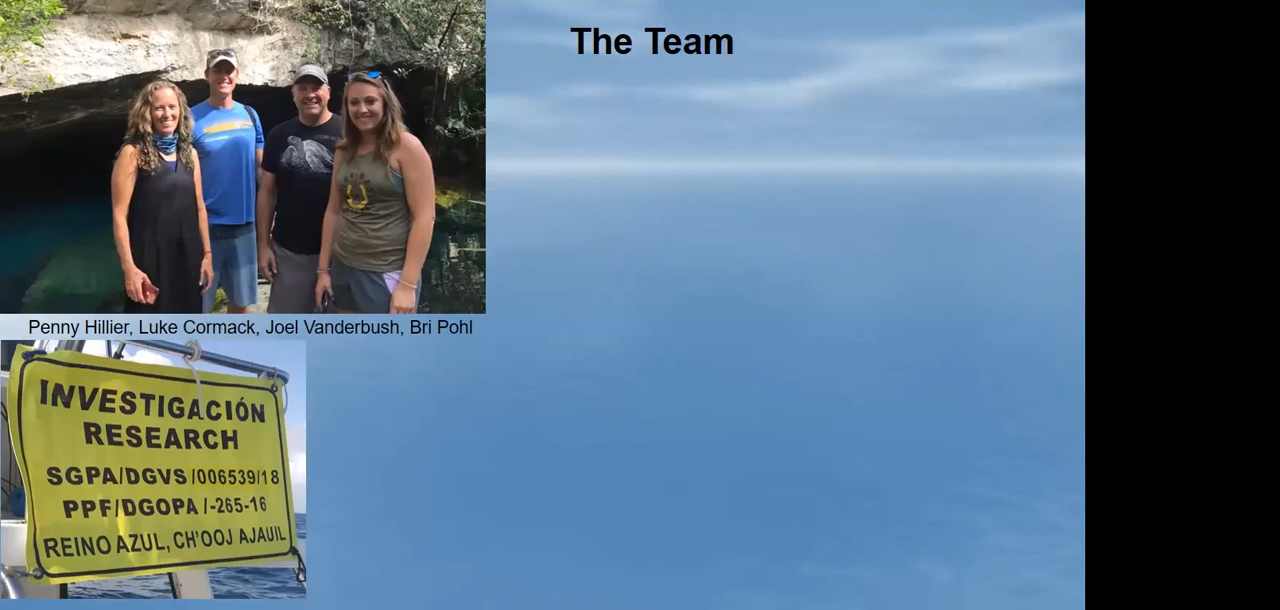 The Team
Penny Hillier, Luke Cormack, Joel Vanderbush, Bri Pohl
INVESTIGACIÓN
RESEARCH
SGPA/DGVS /006539/18
PPF/DGOPA /-265-16
REINO AZUL, CH'OOJ AJAUIL